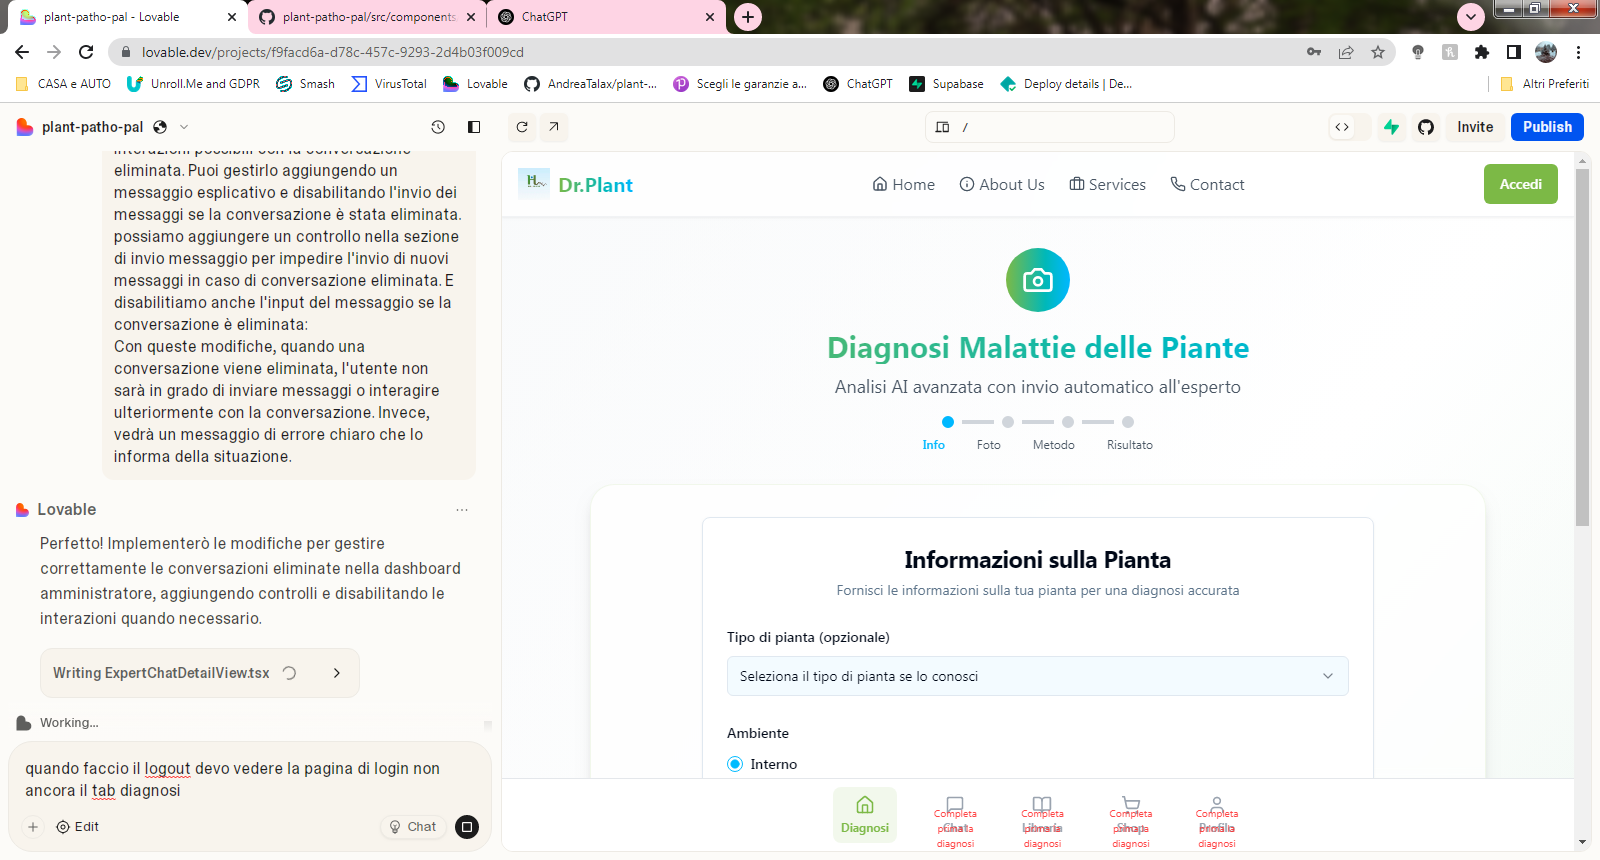 plant-patho-pal - Lovable
plant-patho-pal/src/components
ChatGPT
lovable.dev/projects/f9facd6a-d78c-457c-9293-2d4b03f009cd
CASA e AUTO
Unroll.Me and GDPR
Smash
VirusTotal
Lovable
AndreaTalax/plant-...
Scegli le garanzie a...
ChatGPT
Supabase
Deploy details | De...
Altri Preferiti
plant-patho-pal
/
Invite
Publish
interazioni possibili con la conversazione
eliminata. Puoi gestirlo aggiungendo un
messaggio esplicativo e disabilitando l'invio dei
messaggi se la conversazione è stata eliminata.
possiamo aggiungere un controllo nella sezione
di invio messaggio per impedire l'invio di nuovi
messaggi in caso di conversazione eliminata. E
disabilitiamo anche l'input del messaggio se la
conversazione è eliminata:
Con queste modifiche, quando una
conversazione viene eliminata, l'utente non
sarà in grado di inviare messaggi o interagire
ulteriormente con la conversazione. Invece,
vedrà un messaggio di errore chiaro che lo
informa della situazione.
Lovable
Perfetto! Implementerò le modifiche per gestire
correttamente le conversazioni eliminate nella dashboard
amministratore, aggiungendo controlli e disabilitando le
interazioni quando necessario.
Writing ExpertChatDetailView.tsx
Working...
quando faccio il logout devo vedere la pagina di login non
ancora il tab diagnosi
Edit
Chat
Dr.Plant
Home
About Us
Services
Contact
Accedi
Diagnosi Malattie delle Piante
Analisi AI avanzata con invio automatico all'esperto
Info
Foto
Metodo
Risultato
Informazioni sulla Pianta
Fornisci le informazioni sulla tua pianta per una diagnosi accurata
Tipo di pianta (opzionale)
Seleziona il tipo di pianta se lo conosci
Ambiente
Interno
Diagnosi
Chat
Completa
prima la
diagnosi
Libreria
Completa
prima la
diagnosi
Shop
Completa
prima la
diagnosi
Profilo
Completa
prima la
diagnosi